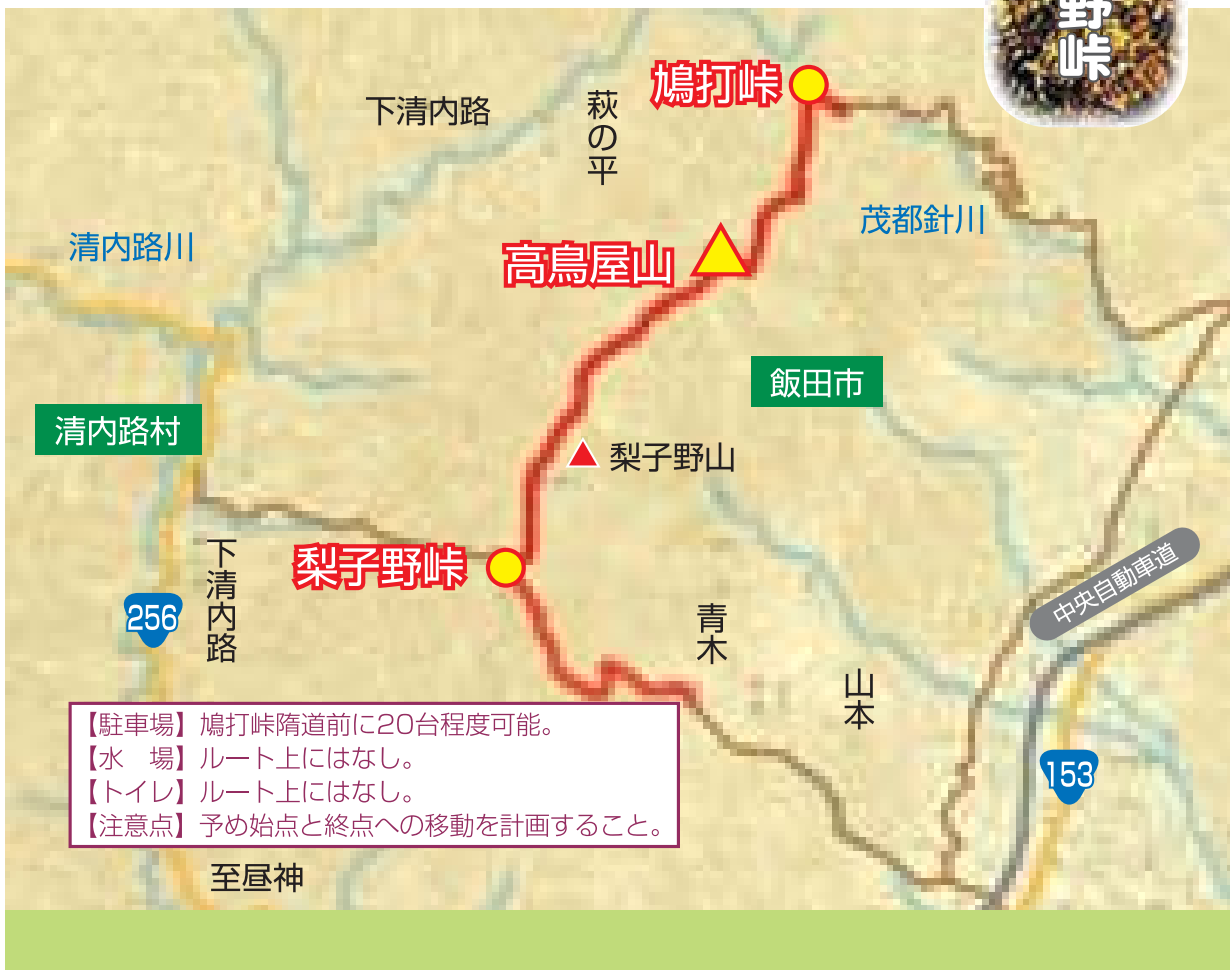 野峠
鳩打峠
下清内路
萩の平
茂都針川
清内路川
高鳥屋山
飯田市
清内路村
梨子野山
梨子野峠
下清内路
256
青木
山本
中央自動車道
153
【駐車場】鳩打峠隋道前に20台程度可能。
【水　場】ルート上にはなし。
【トイレ】ルート上にはなし。
【注意点】予め始点と終点への移動を計画すること。
至昼神